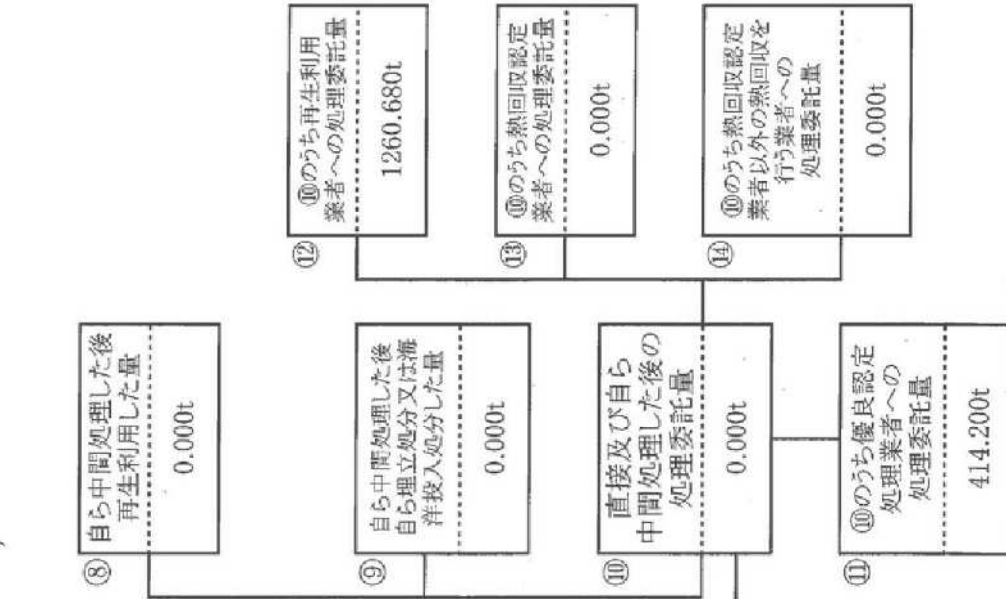 ⑧
自ら中間処理した後
再生利用した量
0.000t
⑨
自ら中間処理した後
自ら埋立処分又は海
洋投入処分した量
0.000t
⑩
直接及び自ら
中間処理した後の
処理委託量
0.000t
⑪
⑩のうち優良認定
処理業者への
処理委託量
414.200t
⑫
⑩のうち再生利用
業者への処理委託量
1260.680t
⑬
⑩のうち熱回収認定
業者への処理委託量
0.000t
⑭
⑩のうち熱回収認定
業者以外の熱回収を
行う業者への
処理委託量
0.000t